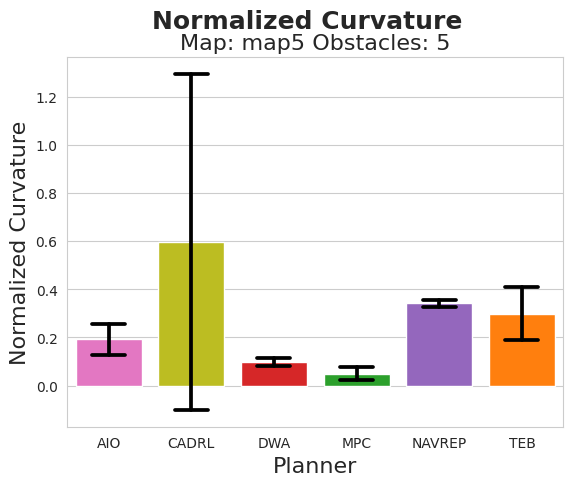 Normalized Curvature
Map: map5 Obstacles: 5
Normalized Curvature
1.2
1.0
0.8
0.6
0.4
0.2
0.0
AIO CADRL DWA MPC NAVREP TEB
Planner